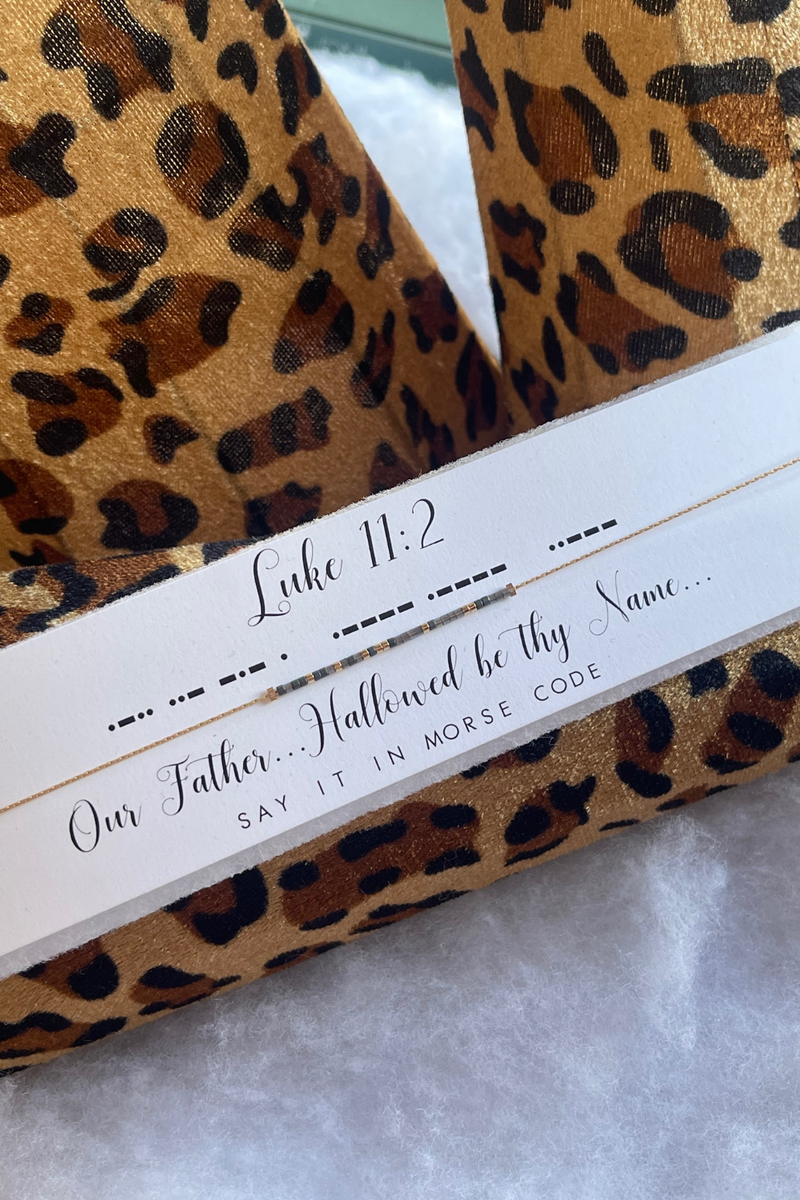 Luke 11:2
.-.. ..- -.- . .---- .---- ..---
Our Father...Hallowed be thy Name...
SAY IT IN MORSE CODE